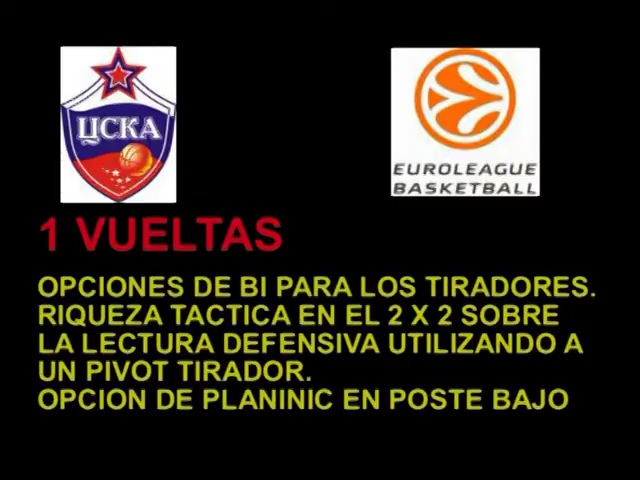 ЦСКА
EUROLEAGUE
BASKETBALL
1 VUELTAS
OPCIONES DE BI PARA LOS TIRADORES.
RIQUEZA TACTICA EN EL 2 X 2 SOBRE
LA LECTURA DEFENSIVA UTILIZANDO A
UN PIVOT TIRADOR.
OPCION DE PLANINIC EN POSTE BAJO